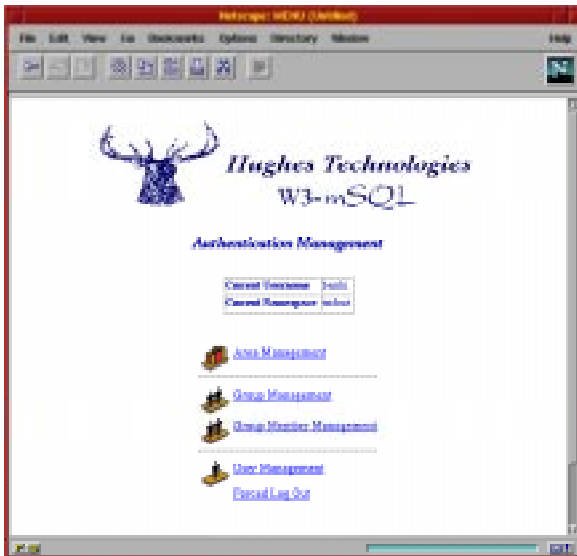 Netscape: MENU (Untitled)
File Edit View Go Bookmarks Options Directory Window Help
N
Hughes Technologies
W3-mSQL
Authentication Management
Current Username
Current Namespace
Area Management
Group Management
Group Member Management
User Management
Forced Log Out